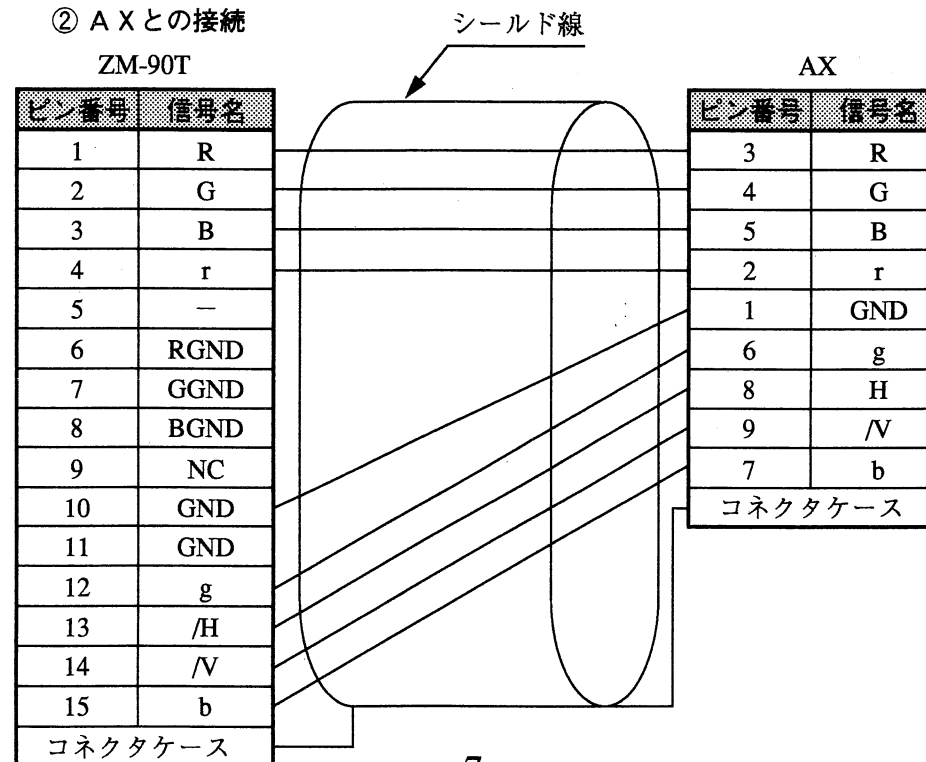 ② AXとの接続
シールド線
ZM-90T
ピン番号 信号名
1 R
2 G
3 B
4 r
5 —
6 RGND
7 GGND
8 BGND
9 NC
10 GND
11 GND
12 g
13 /H
14 /V
15 b
コネクタケース
AX
ピン番号 信号名
3 R
4 G
5 B
2 r
1 GND
6 g
8 H
9 /V
7 b
コネクタケース